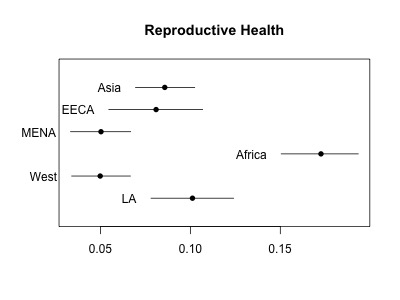 Reproductive Health
Asia
EECA
MENA
Africa
West
LA
0.05 0.10 0.15